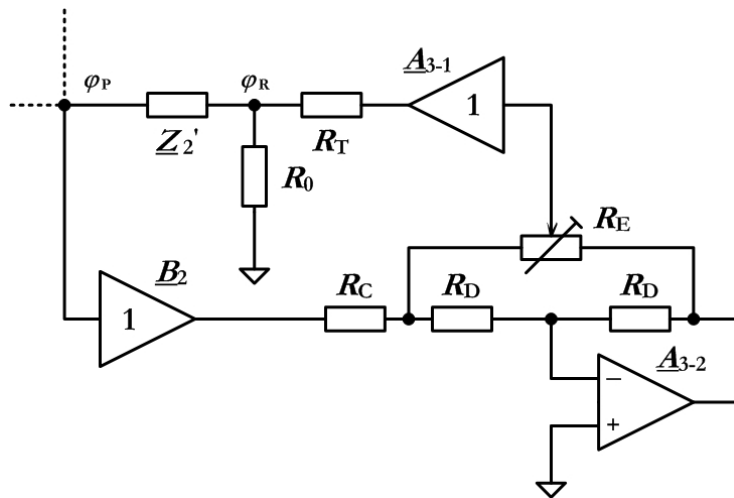 A3-1
φP
φR
1
Z2'
RT
R0
RE
B2
RC
RD
RD
1
A3-2
−
+